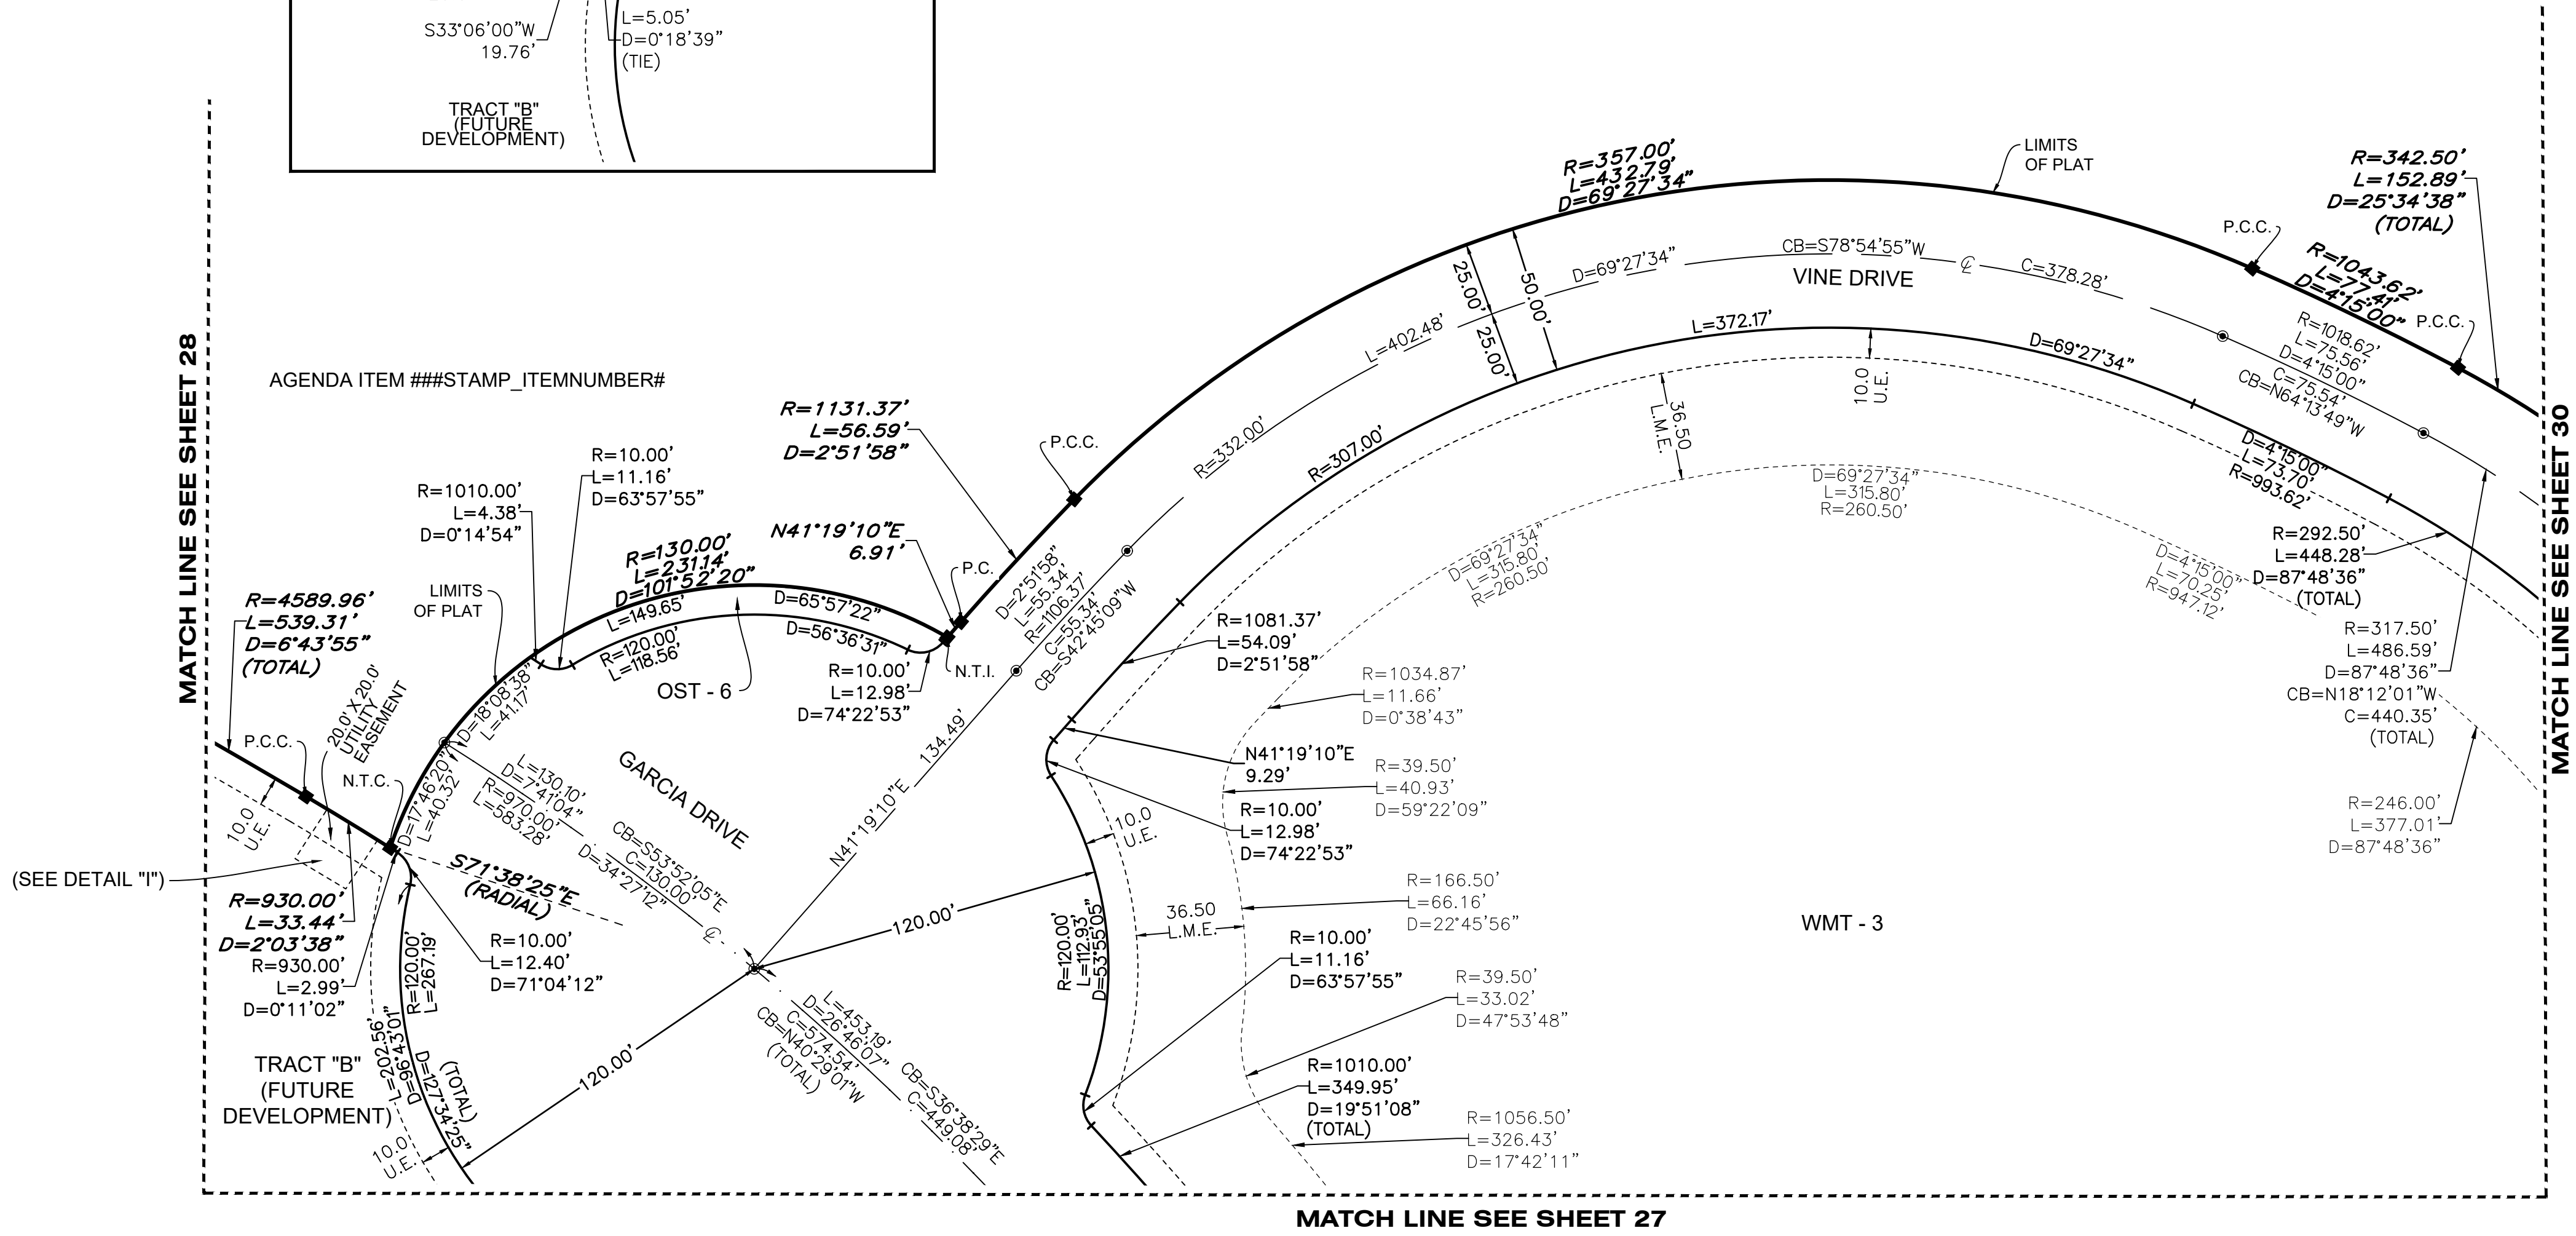 S33°06'00"W
19.76'
L=5.05'
D=0°18'39"
(TIE)
TRACT "B"
(FUTURE
DEVELOPMENT)
MATCH LINE SEE SHEET 28
AGENDA ITEM ###STAMP_ITEMNUMBER#
R=357.00'
L=432.79'
D=69°27'34"
LIMITS
OF PLAT
R=342.50'
L=152.89'
D=25°34'38"
(TOTAL)
P.C.C.
R=1043.62'
L=77.41'
D=4°15'00"
P.C.C.
25.00'
25.00'
50.00'
D=69°27'34"
CB=S78°54'55"W
C=378.28'
VINE DRIVE
L=402.48'
R=332.00'
L=372.17'
D=69°27'34"
R=307.00'
R=1018.62'
L=75.56'
D=4°15'00"
C=75.54'
CB=N64°13'49"W
10.0
U.E.
36.50
L.M.E.
D=69°27'34"
L=315.80'
R=260.50'
D=69°27'34"
L=315.80'
R=260.50'
D=4°15'00"
L=73.70'
R=993.62'
D=4°15'00"
L=70.25'
R=947.12'
R=292.50'
L=448.28'
D=87°48'36"
(TOTAL)
R=317.50'
L=486.59'
D=87°48'36"
CB=N18°12'01"W
C=440.35'
(TOTAL)
R=246.00'
L=377.01'
D=87°48'36"
MATCH LINE SEE SHEET 30
R=1131.37'
L=56.59'
D=2°51'58"
P.C.C.
R=10.00'
L=11.16'
D=63°57'55"
R=1010.00'
L=4.38'
D=0°14'54"
N41°19'10"E
6.91'
P.C.
R=130.00'
L=231.14'
D=101°52'20"
LIMITS
OF PLAT
L=149.65'
D=65°57'22"
D=56°36'31"
R=120.00'
L=118.56'
OST - 6
R=10.00'
L=12.98'
D=74°22'53"
N.T.I.
D=2°51'58"
L=55.34'
R=1106.37'
C=55.34'
CB=S42°45'09"W
R=4589.96'
L=539.31'
D=6°43'55"
(TOTAL)
20.0' X 20.0'
UTILITY
EASEMENT
P.C.C.
N.T.C.
D=18°08'38"
L=41.17'
D=17°46'20"
L=40.32'
10.0
U.E.
(SEE DETAIL "I")
L=130.10'
D=7°41'04"
R=970.00'
L=583.28'
GARCIA DRIVE
CB=S53°52'05"E
C=130.00'
D=34°27'12"
N41°19'10"E 134.49'
S71°38'25"E
(RADIAL)
R=930.00'
L=33.44'
D=2°03'38"
R=930.00'
L=2.99'
D=0°11'02"
R=10.00'
L=12.40'
D=71°04'12"
R=120.00'
L=267.19'
D=127°34'25"
(TOTAL)
L=202.56'
D=96°43'01"
TRACT "B"
(FUTURE
DEVELOPMENT)
10.0
U.E.
120.00'
120.00'
L=453.19'
D=26°46'07"
C=574.54'
CB=N40°29'01"W
(TOTAL)
CB=S36°38'29"E
C=449.08'
R=1081.37'
L=54.09'
D=2°51'58"
N41°19'10"E
9.29'
R=10.00'
L=12.98'
D=74°22'53"
R=1034.87'
L=11.66'
D=0°38'43"
R=39.50'
L=40.93'
D=59°22'09"
10.0
U.E.
R=120.00'
L=112.93'
D=53°55'05"
36.50
L.M.E.
R=166.50'
L=66.16'
D=22°45'56"
R=10.00'
L=11.16'
D=63°57'55"
R=39.50'
L=33.02'
D=47°53'48"
R=1010.00'
L=349.95'
D=19°51'08"
(TOTAL)
R=1056.50'
L=326.43'
D=17°42'11"
WMT - 3
MATCH LINE SEE SHEET 27